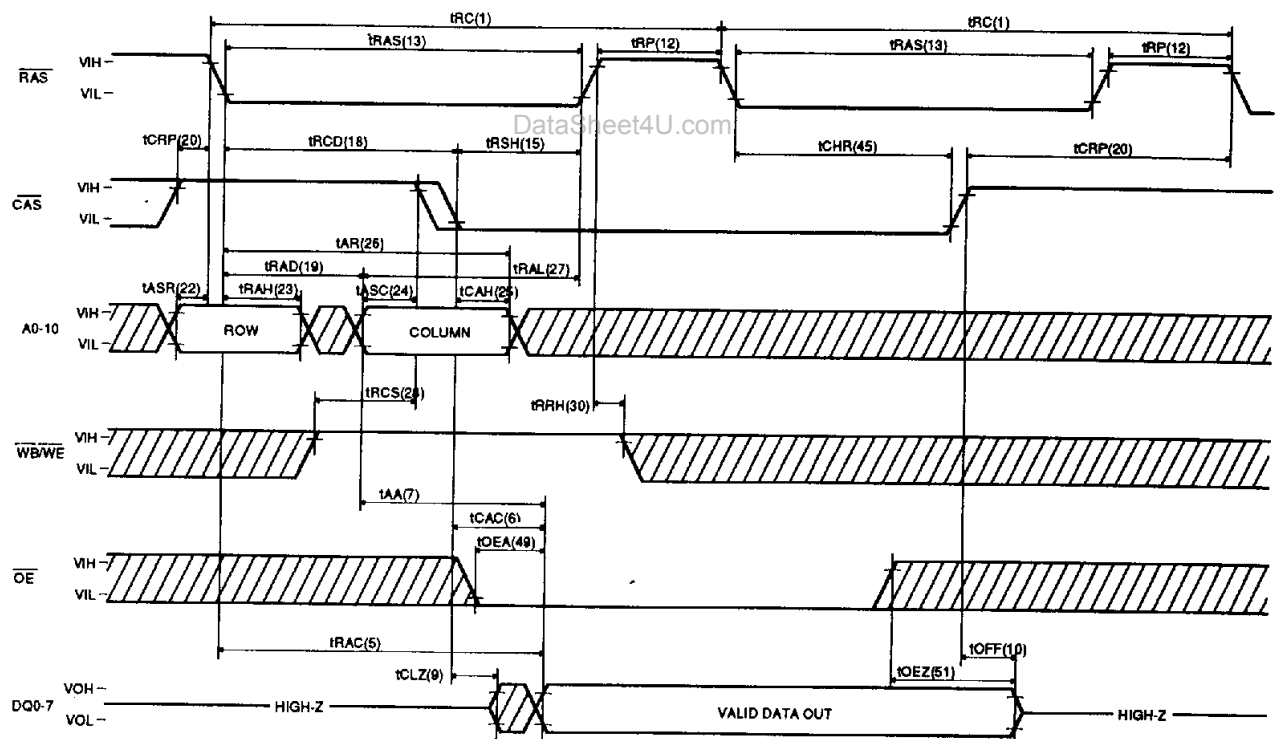 tRC(1) tRC(1)
tRAS(13) tRP(12) tRAS(13) tRP(12)
RAS VIH VIL
DataSheet4U.com
tCRP(20) tRCD(18) tRSH(15) tCHR(45) tCRP(20)
CAS VIH VIL
tAR(26)
tRAD(19) tRAL(27)
tASR(22) tRAH(23) tASC(24) tCAH(25)
A0-10 VIH VIL ROW COLUMN
tRCS(28) tRRH(30)
WB/WE VIH VIL
tAA(7)
tCAC(6)
tOEA(49)
OE VIH VIL
tRAC(5) tOFF(10)
tCLZ(9) tOEZ(51)
DQ0-7 VOH VOL HIGH-Z VALID DATA OUT HIGH-Z